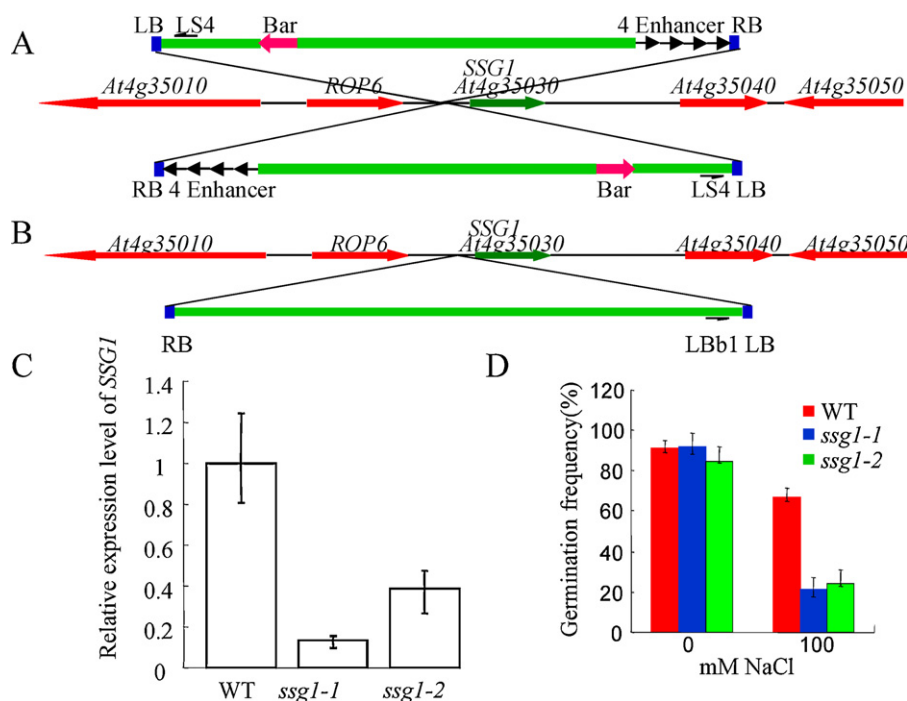 A
LB LS4 Bar 4 Enhancer RB
SSG1
At4g35010 ROP6 At4g35030 At4g35040 At4g35050
RB 4 Enhancer Bar LS4 LB
B
SSG1
At4g35010 ROP6 At4g35030 At4g35040 At4g35050
RB LBb1 LB
C
Relative expression level of SSG1
1.4
1.2
1
0.8
0.6
0.4
0.2
0
WT ssg1-1 ssg1-2
D
Germination frequency(%)
120
100
80
60
40
20
0
WT
ssg1-1
ssg1-2
0 100
mM NaCl